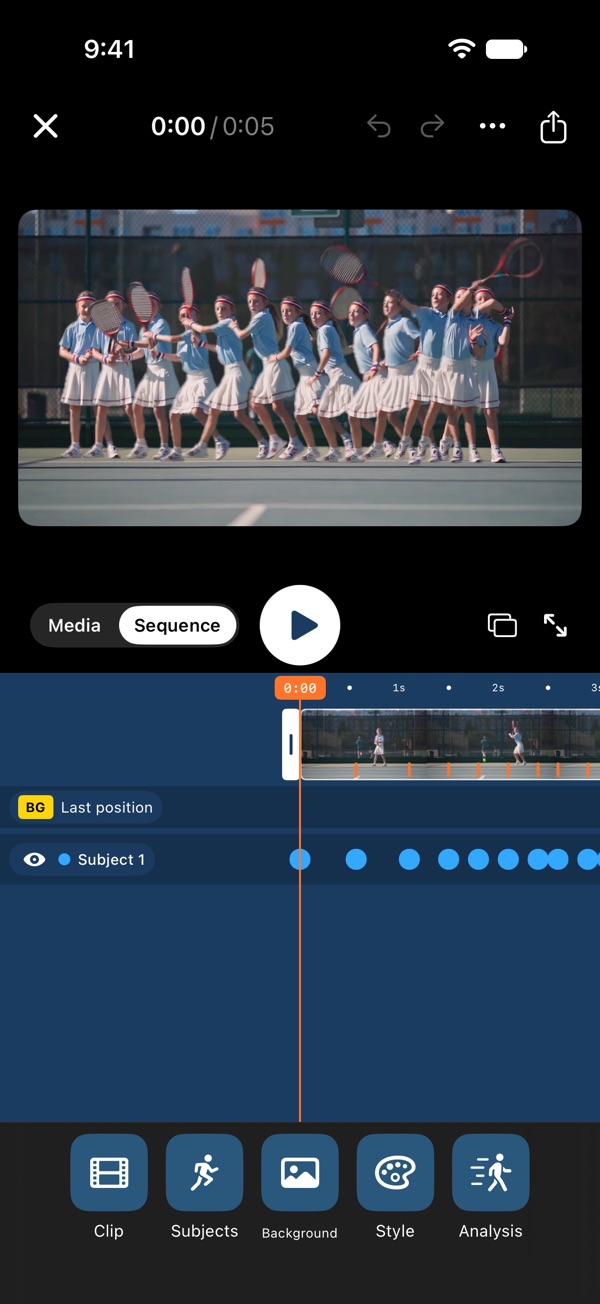 9:41
0:00 / 0:05
Media
Sequence
0:00
1s
2s
BG Last position
Subject 1
Clip
Subjects
Background
Style
Analysis